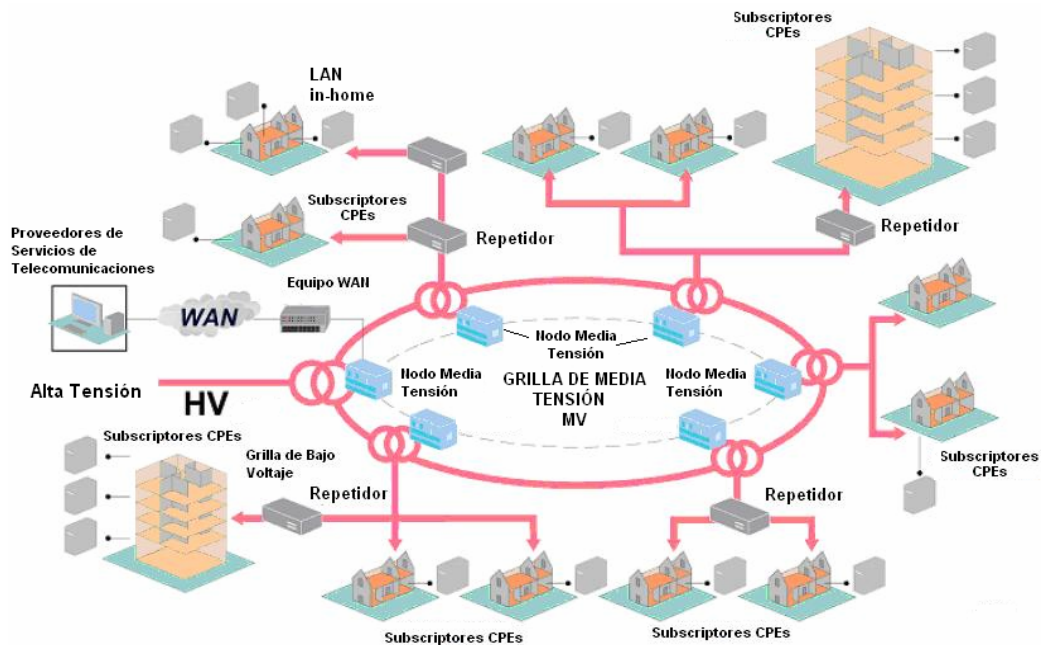 Subscriptores
CPEs
LAN
in-home
Subscriptores
CPEs
Repetidor
Repetidor
Proveedores de
Servicios de
Telecomunicaciones
Equipo WAN
WAN
Nodo Media
Tensión
Nodo Media
Tensión
Nodo Media
Tensión
GRILLA DE MEDIA
TENSIÓN
MV
Alta Tensión
HV
Subscriptores CPEs
Grilla de Bajo
Voltaje
Repetidor
Repetidor
Subscriptores
CPEs
Subscriptores CPEs
Subscriptores CPEs